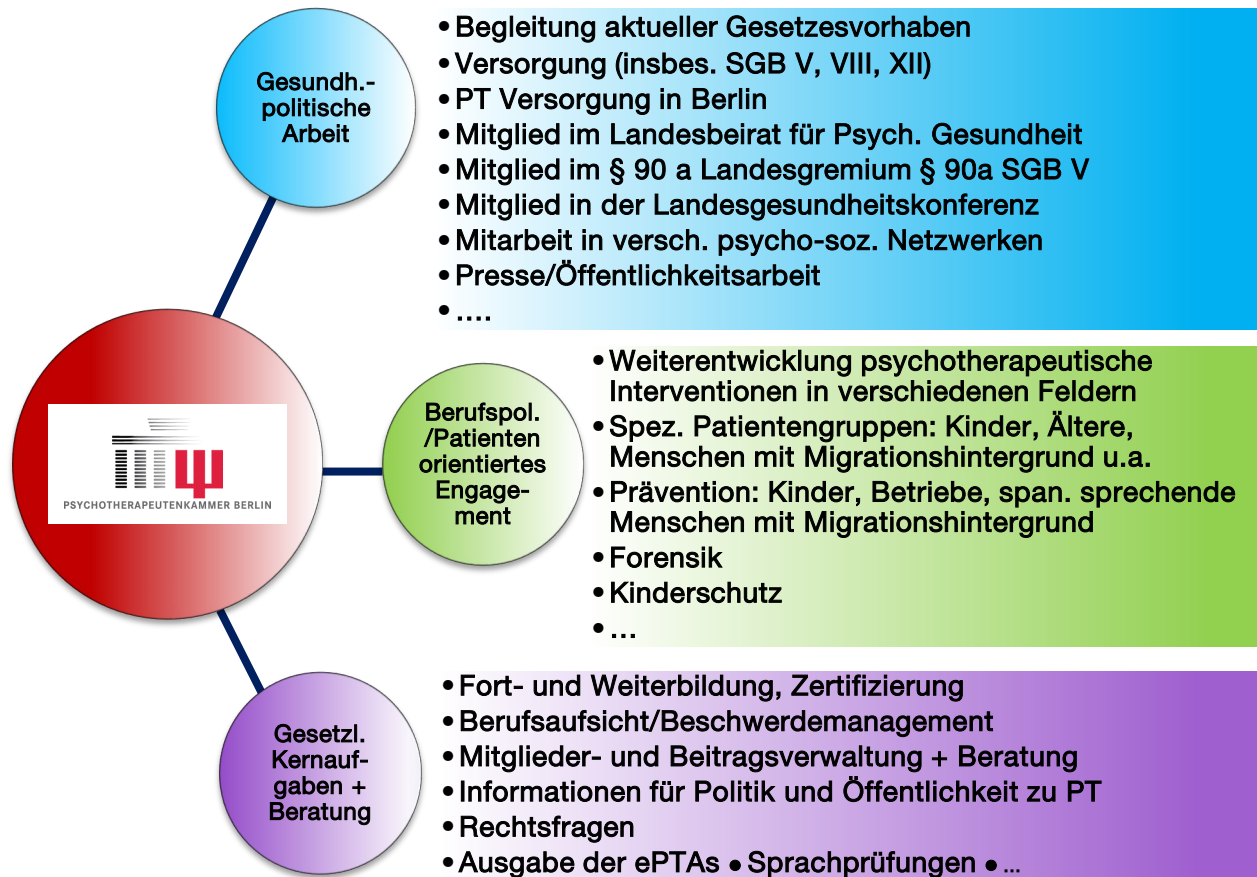 Gesundh.-
politische
Arbeit
• Begleitung aktueller Gesetzesvorhaben
• Versorgung (insbes. SGB V, VIII, XII)
• PT Versorgung in Berlin
• Mitglied im Landesbeirat für Psych. Gesundheit
• Mitglied im § 90 a Landesgremium § 90a SGB V
• Mitglied in der Landesgesundheitskonferenz
• Mitarbeit in versch. psycho-soz. Netzwerken
• Presse/Öffentlichkeitsarbeit
• ....
PSYCHOTHERAPEUTENKAMMER BERLIN
Berufspol.
/Patienten
orientiertes
Engage-
ment
• Weiterentwicklung psychotherapeutische
Interventionen in verschiedenen Feldern
• Spez. Patientengruppen: Kinder, Ältere,
Menschen mit Migrationshintergrund u.a.
• Prävention: Kinder, Betriebe, span. sprechende
Menschen mit Migrationshintergrund
• Forensik
• Kinderschutz
• ...
Gesetzl.
Kernauf-
gaben +
Beratung
• Fort- und Weiterbildung, Zertifizierung
• Berufsaufsicht/Beschwerdemanagement
• Mitglieder- und Beitragsverwaltung + Beratung
• Informationen für Politik und Öffentlichkeit zu PT
• Rechtsfragen
• Ausgabe der ePTAs • Sprachprüfungen • ...